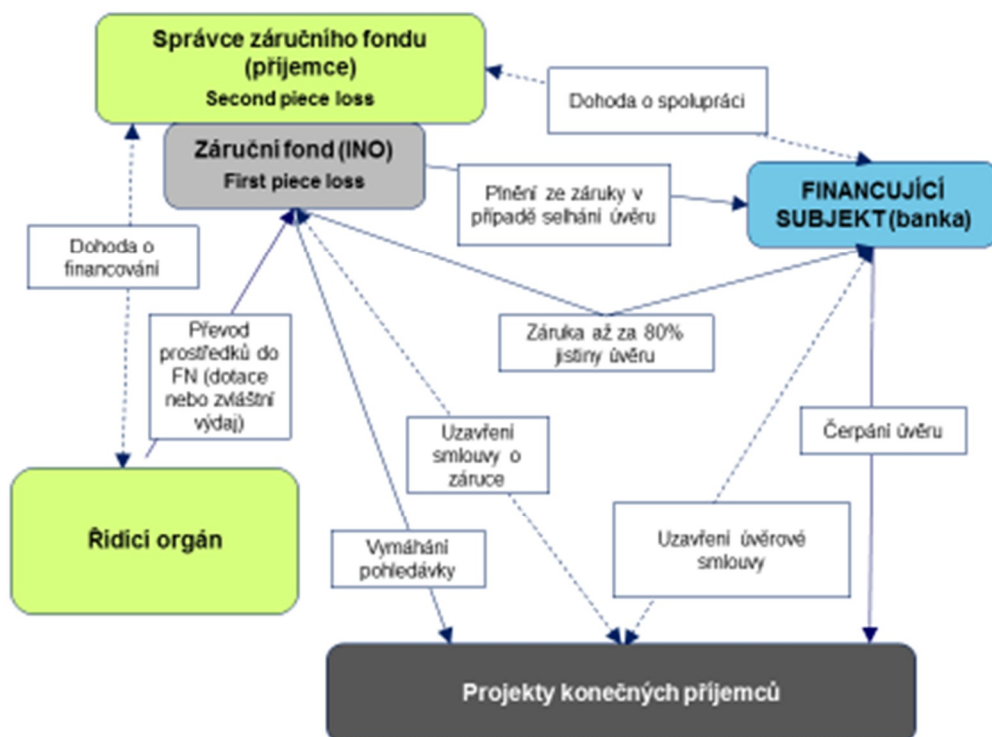 Správce záručního fondu
(příjemce)
Second piece loss
Dohoda o spolupráci
Záruční fond (INO)
First piece loss
Plnění ze záruky v
případě selhání úvěru
FINANCUJÍCÍ
SUBJEKT (banka)
Dohoda o
financování
Převod
prostředků do
FN (dotace
nebo zvláštní
výdaj)
Záruka až za 80%
jistiny úvěru
Uzavření
smlouvy o
záruce
Čerpání úvěru
Řídicí orgán
Vymáhání
pohledávky
Uzavření úvěrové
smlouvy
Projekty konečných příjemců